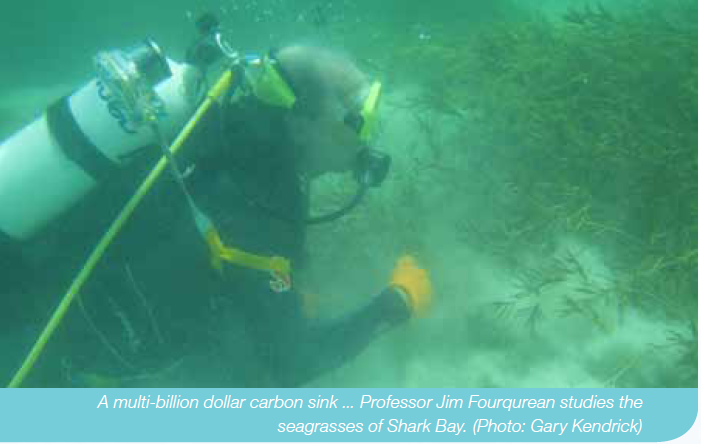 A multi-billion dollar carbon sink ... Professor Jim Fourqurean studies the
seagrasses of Shark Bay. (Photo: Gary Kendrick)